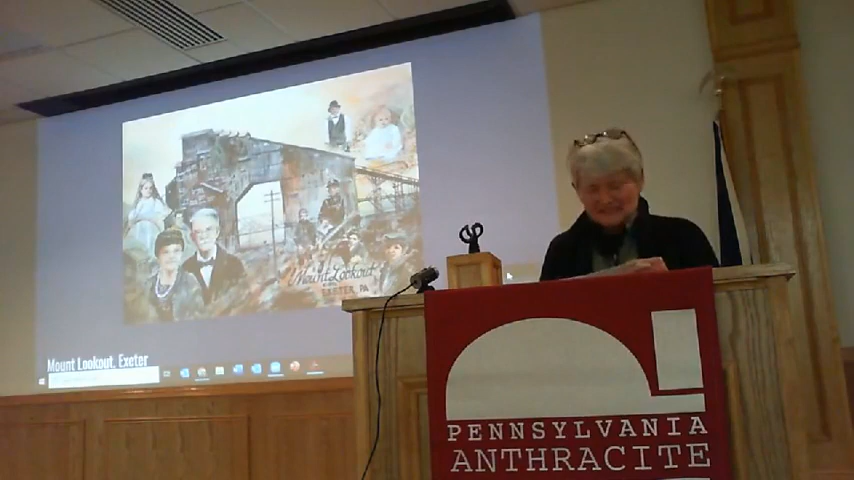 Mount Lookout
EXETER PA
Mount Lookout, Exeter
PENNSYLVANIA
ANTHRACITE